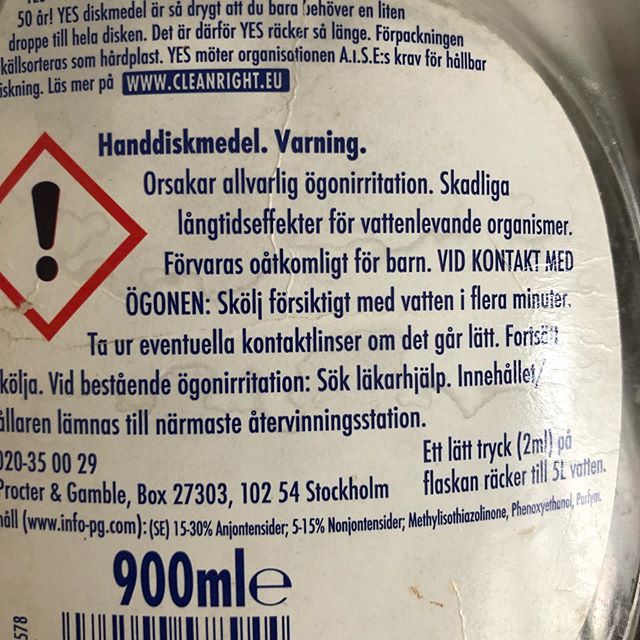 50 år! YES diskmedel är så drygt att du bara behöver en liten
droppe till hela disken. Det är därför YES räcker så länge. Förpackningen
källsorteras som hårdplast. YES möter organisationen A.I.S.E:s krav för hållbar
iskning. Läs mer på WWW.CLEANRIGHT.EU
Handdiskmedel. Varning.
Orsakar allvarlig ögonirritation. Skadliga
långtidseffekter för vattenlevande organismer.
Förvaras oåtkomligt för barn. VID KONTAKT MED
ÖGONEN: Skölj försiktigt med vatten i flera minuter.
Ta ur eventuella kontaktlinser om det går lätt. Fortsätt
kölja. Vid bestående ögonirritation: Sök läkarhjälp. Innehållet/
ållaren lämnas till närmaste återvinningsstation.
Ett lätt tryck (2ml) på
flaskan räcker till 5L vatten.
020-35 00 29
Procter & Gamble, Box 27303, 102 54 Stockholm
håll (www.info-pg.com): (SE) 15-30% Anjontensider; 5-15% Nonjontensider; Methylisothiazolinone, Phenoxyethanol, Parfym.
900ml e
578